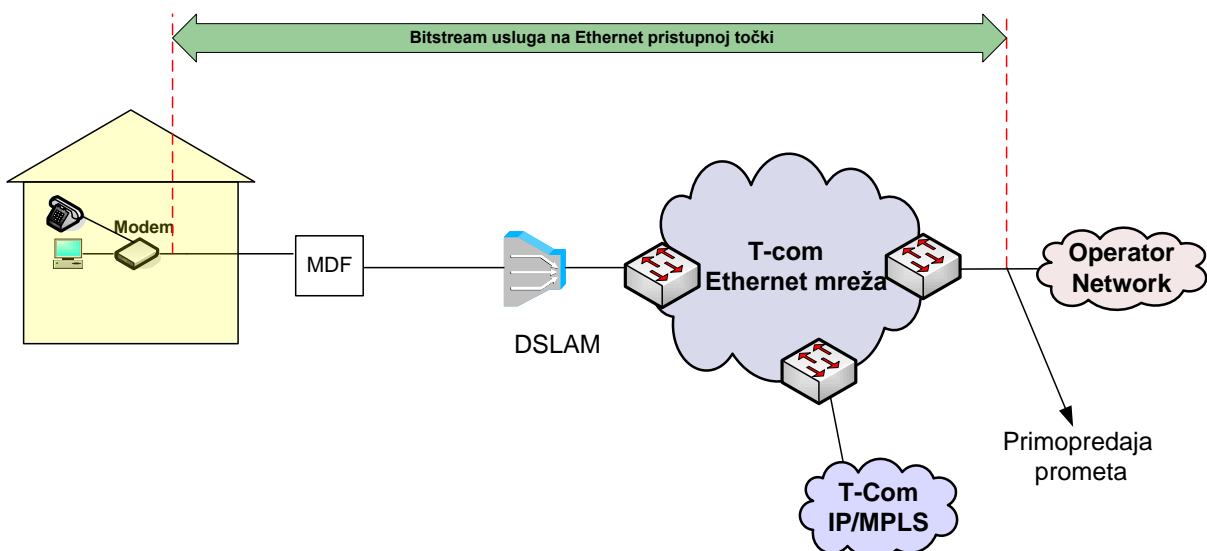 Bitstream usluga na Ethernet pristupnoj točki
Modem
MDF
DSLAM
T-com
Ethernet mreža
Operator
Network
Primopredaja
prometa
T-Com
IP/MPLS